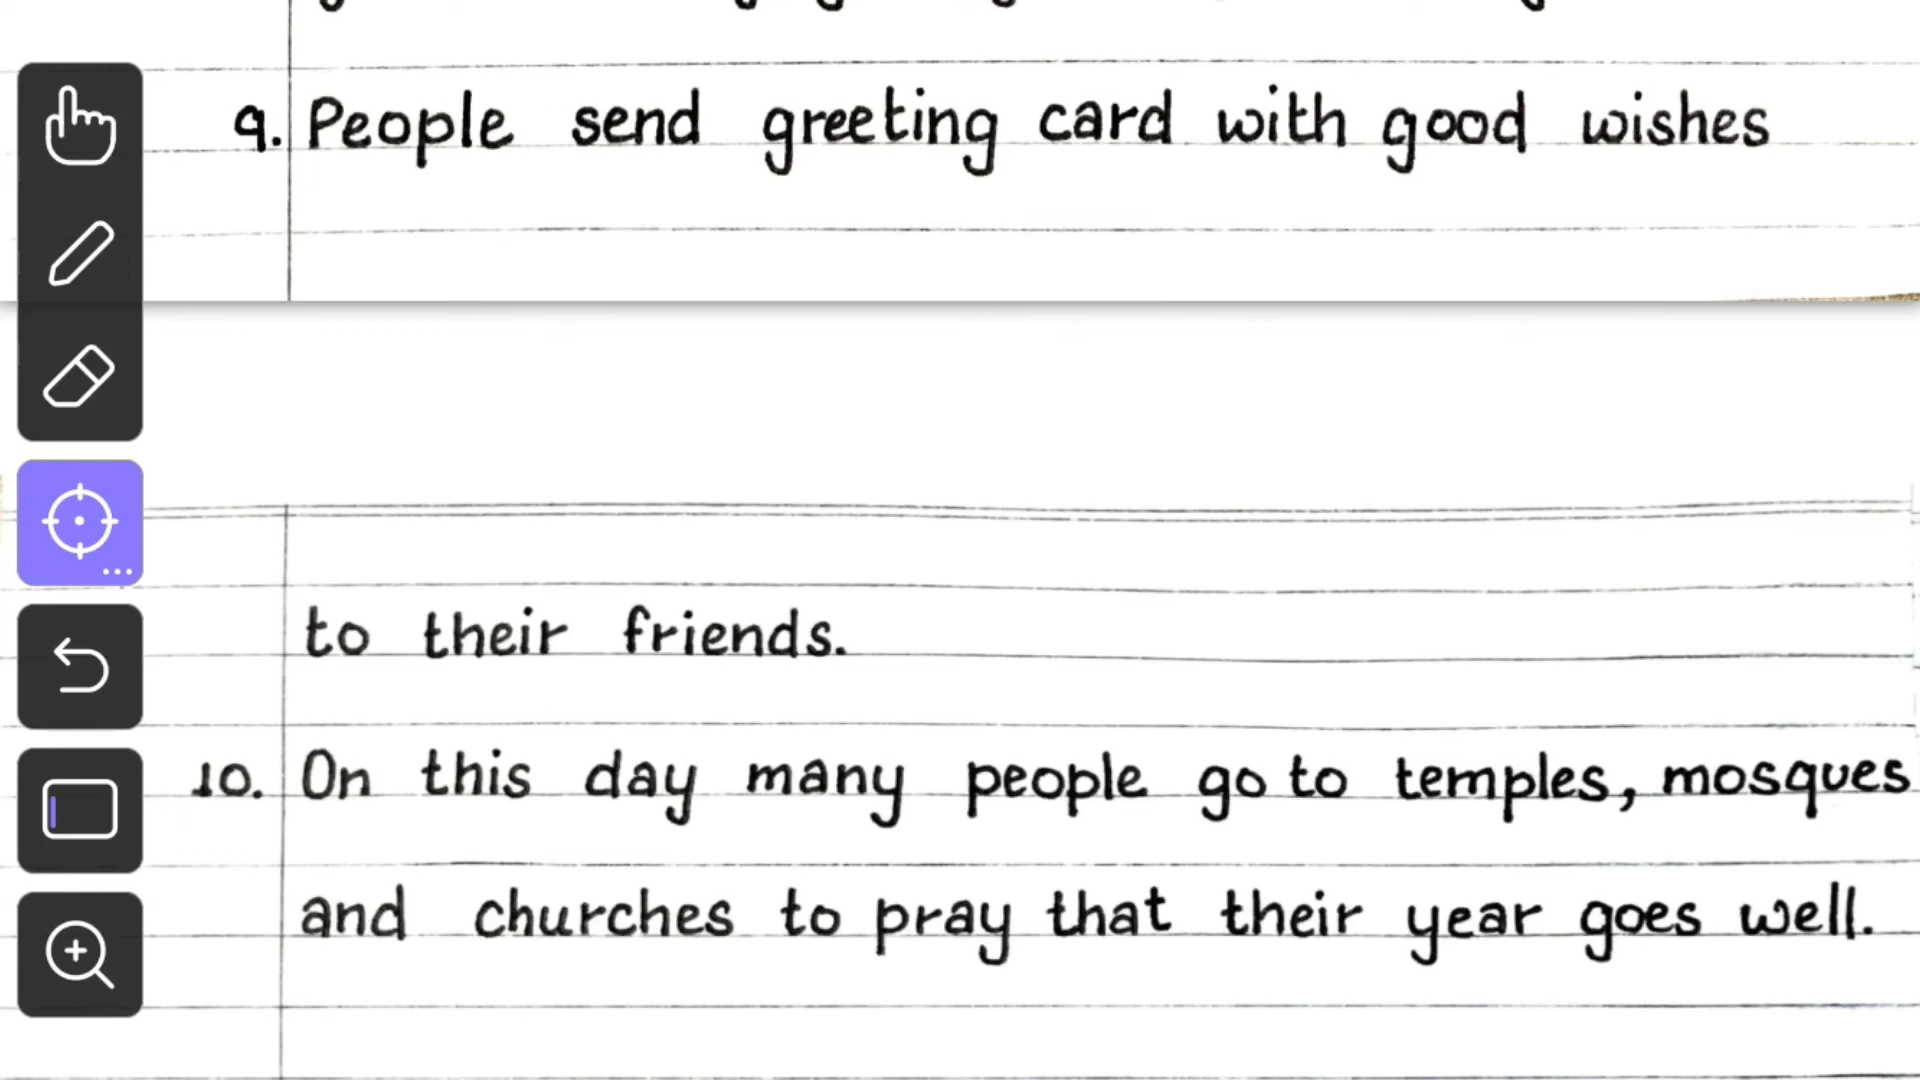 9. People send greeting card with good wishes
to their friends.
10. On this day many people go to temples, mosques
and churches to pray that their year goes well.